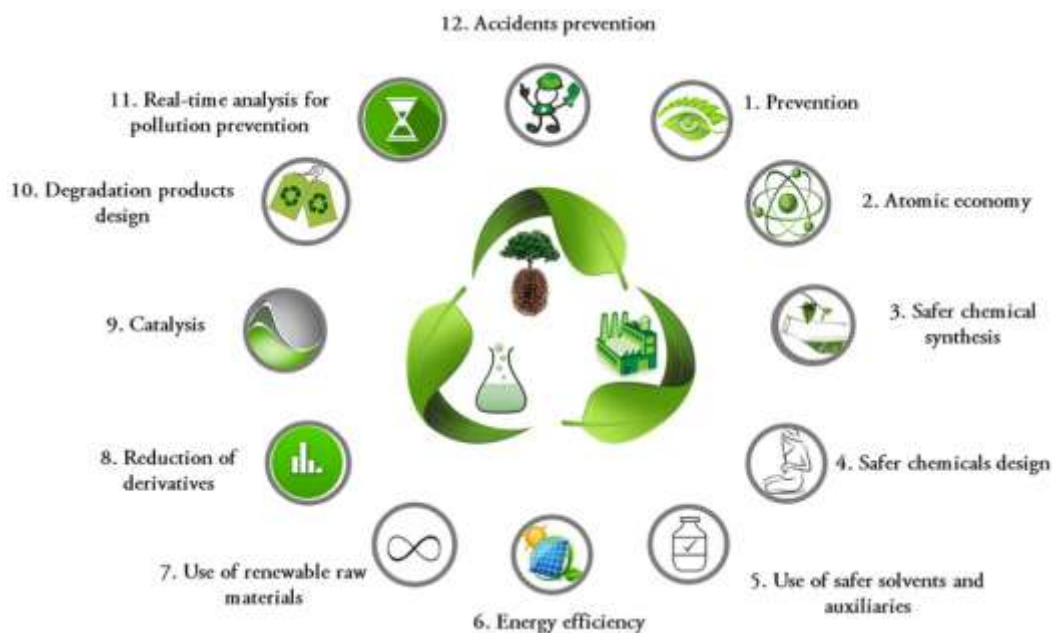 12. Accidents prevention
1. Prevention
2. Atomic economy
3. Safer chemical
synthesis
4. Safer chemicals design
5. Use of safer solvents and
auxiliaries
6. Energy efficiency
7. Use of renewable raw
materials
8. Reduction of
derivatives
9. Catalysis
10. Degradation products
design
11. Real-time analysis for
pollution prevention